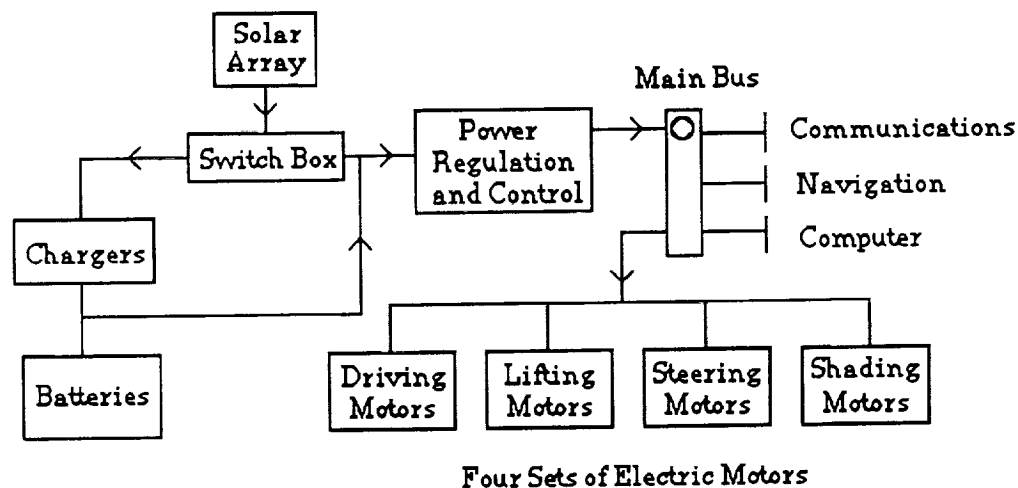 Solar
Array
Main Bus
Switch Box
Power
Regulation
and Control
Communications
Navigation
Computer
Chargers
Batteries
Driving
Motors
Lifting
Motors
Steering
Motors
Shading
Motors
Four Sets of Electric Motors